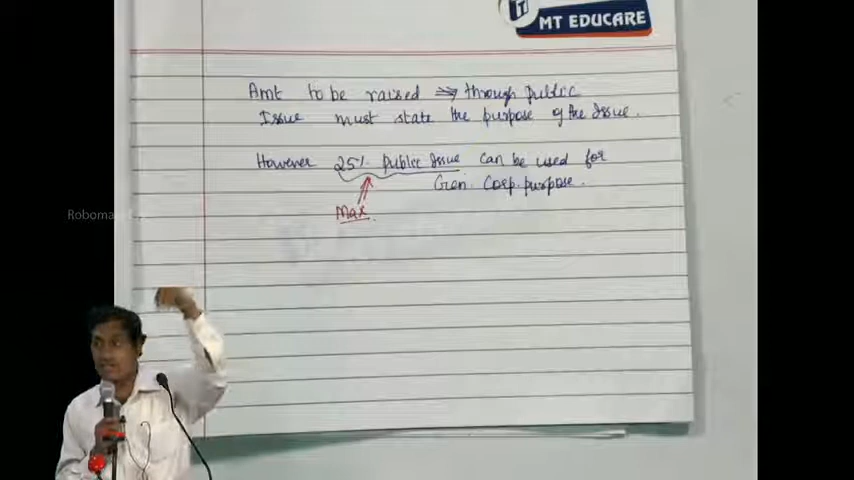 MT
MT EDUCARE
Amt to be raised ⇒ through public
Issue must state the purpose of the Issue.
However 25% public Issue can be used for
Gen. Corp. purpose.
Max.